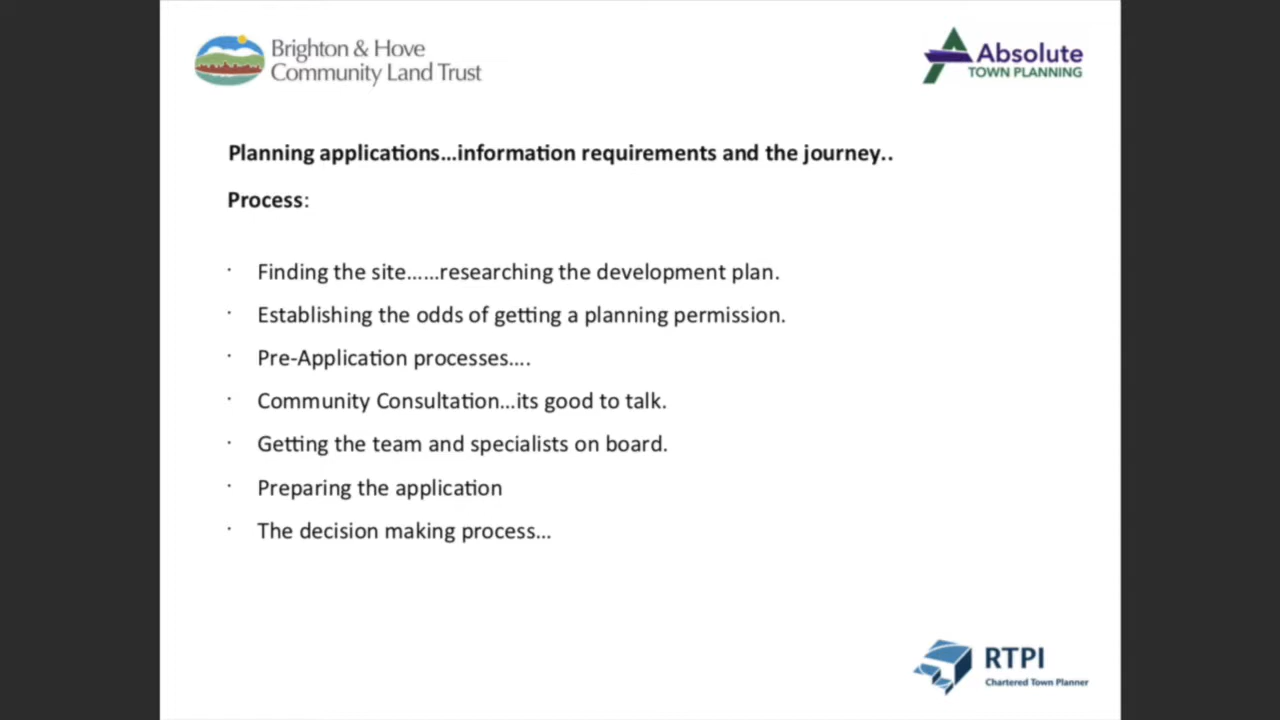 Brighton & Hove
Community Land Trust
Absolute
TOWN PLANNING
Planning applications...information requirements and the journey..
Process:
· Finding the site......researching the development plan.
· Establishing the odds of getting a planning permission.
· Pre-Application processes....
· Community Consultation...its good to talk.
· Getting the team and specialists on board.
· Preparing the application
· The decision making process...
RTPI
Chartered Town Planner